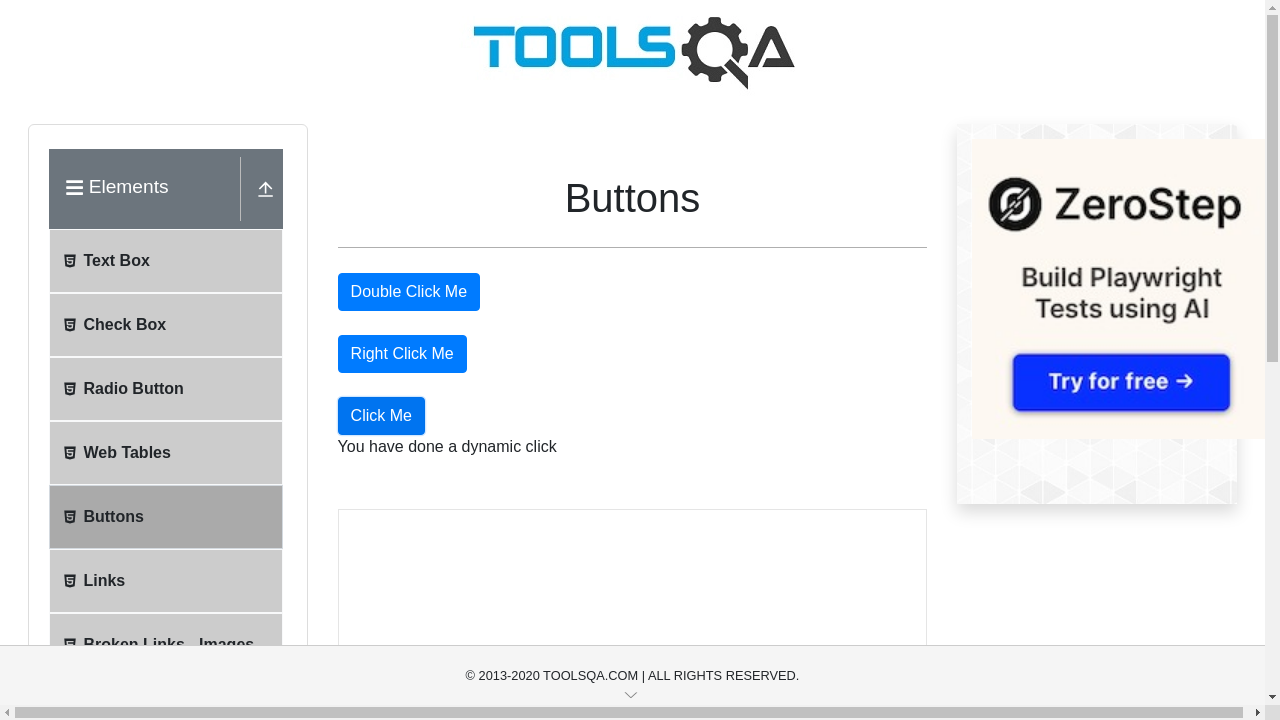 TOOLSQA
Elements
Text Box
Check Box
Radio Button
Web Tables
Buttons
Links
Broken Links - Images
Buttons
Double Click Me
Right Click Me
Click Me
You have done a dynamic click
ZeroStep
Build Playwright
Tests using AI
Try for free →
© 2013-2020 TOOLSQA.COM | ALL RIGHTS RESERVED.